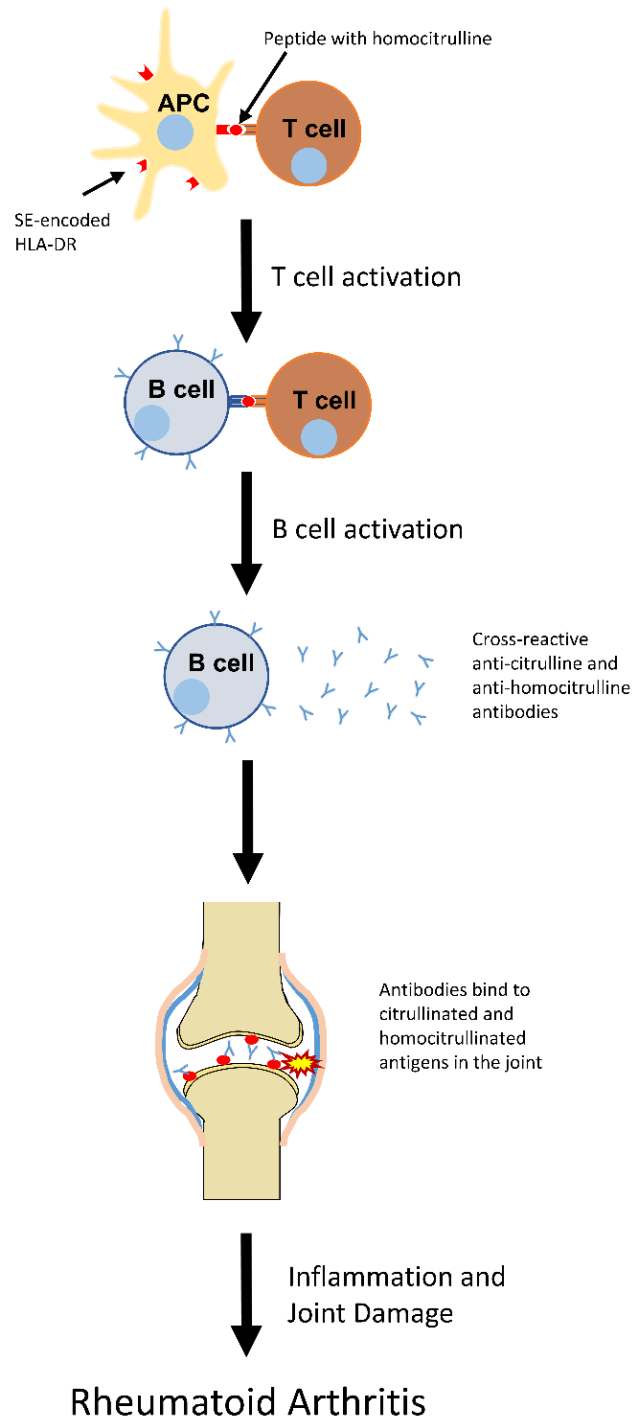 Peptide with homocitrulline
APC
T cell
SE-encoded
HLA-DR
T cell activation
B cell
T cell
B cell activation
B cell
Cross-reactive
anti-citrulline and
anti-homocitrulline
antibodies
Antibodies bind to
citrullinated and
homocitrullinated
antigens in the joint
Inflammation and
Joint Damage
Rheumatoid Arthritis